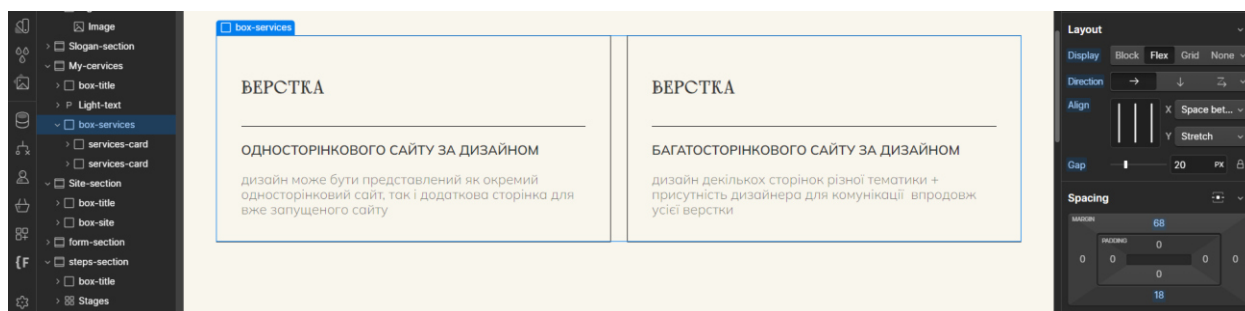 Image
Slogan-section
My-cervices
box-title
P Light-text
box-services
services-card
services-card
Site-section
box-title
box-site
form-section
steps-section
box-title
Stages
box-services
ВЕРСТКА
ОДНОСТОРІНКОВОГО САЙТУ ЗА ДИЗАЙНОМ
дизайн може бути представлений як окремий
односторінковий сайт, так і додаткова сторінка для
вже запущеного сайту
ВЕРСТКА
БАГАТОСТОРІНКОВОГО САЙТУ ЗА ДИЗАЙНОМ
дизайн декількох сторінок різної тематики +
присутність дизайнера для комунікації впродовж
усієї верстки
Layout
Display Block Flex Grid None
Direction
Align X Space bet...
Y Stretch
Gap 20 PX
Spacing
MARGIN 68
PADDING 0
0 0 0 0
0
18